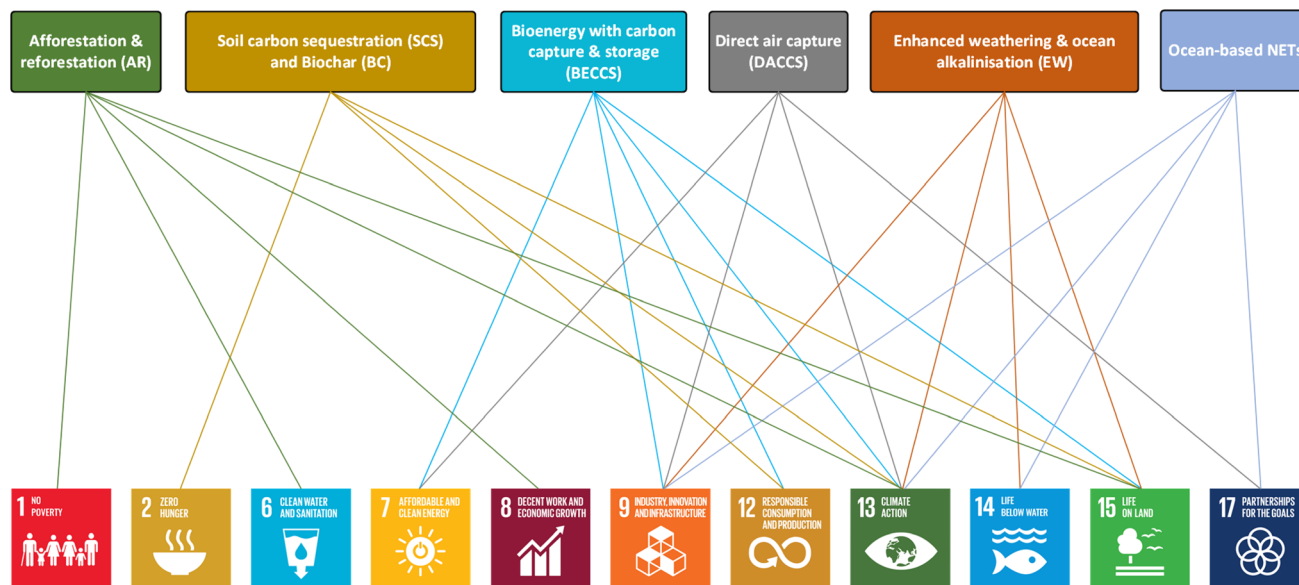 Afforestation &
reforestation (AR)
Soil carbon sequestration (SCS)
and Biochar (BC)
Bioenergy with carbon
capture & storage
(BECCS)
Direct air capture
(DACCS)
Enhanced weathering & ocean
alkalinisation (EW)
Ocean-based NETs
1 NO
POVERTY
2 ZERO
HUNGER
6 CLEAN WATER
AND SANITATION
7 AFFORDABLE AND
CLEAN ENERGY
8 DECENT WORK AND
ECONOMIC GROWTH
9 INDUSTRY, INNOVATION
AND INFRASTRUCTURE
12 RESPONSIBLE
CONSUMPTION
AND PRODUCTION
13 CLIMATE
ACTION
14 LIFE
BELOW WATER
15 LIFE
ON LAND
17 PARTNERSHIPS
FOR THE GOALS